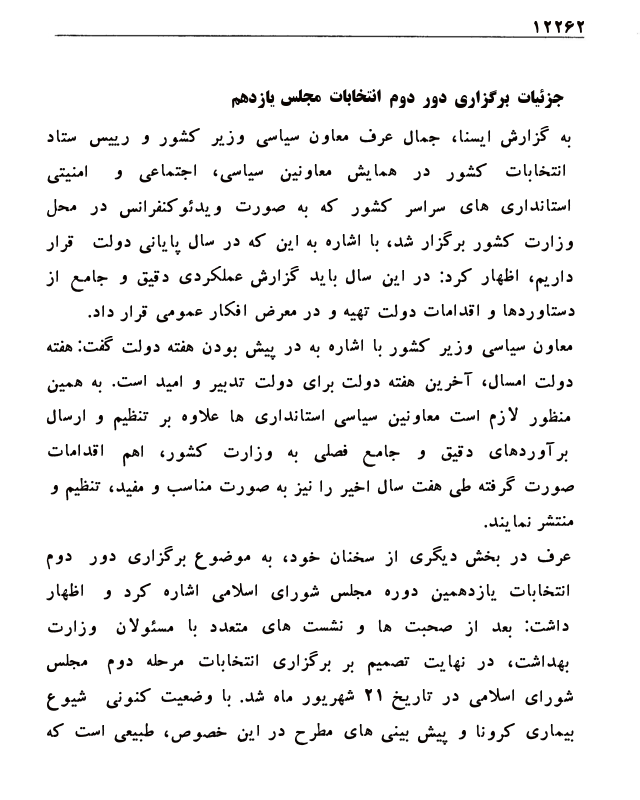 ۱۲۲۶۲
جزئیات برگزاری دور دوم انتخابات مجلس یازدهم
به گزارش ایسنا، جمال عرف معاون سیاسی وزیر کشور و رییس ستاد
انتخابات کشور در همایش معاونین سیاسی، اجتماعی و امنیتی
استانداری های سراسر کشور که به صورت ویدئوکنفرانس در محل
وزارت کشور برگزار شد، با اشاره به این که در سال پایانی دولت قرار
داریم، اظهار کرد: در این سال باید گزارش عملکردی دقیق و جامع از
دستاوردها و اقدامات دولت تهیه و در معرض افکار عمومی قرار داد.
معاون سیاسی وزیر کشور با اشاره به در پیش بودن هفته دولت گفت: هفته
دولت امسال، آخرین هفته دولت برای دولت تدبیر و امید است. به همین
منظور لازم است معاونین سیاسی استانداری ها علاوه بر تنظیم و ارسال
برآوردهای دقیق و جامع فصلی به وزارت کشور، اهم اقدامات
صورت گرفته طی هفت سال اخیر را نیز به صورت مناسب و مفید، تنظیم و
منتشر نمایند.
عرف در بخش دیگری از سخنان خود، به موضوع برگزاری دور دوم
انتخابات یازدهمین دوره مجلس شورای اسلامی اشاره کرد و اظهار
داشت: بعد از صحبت ها و نشست های متعدد با مسئولان وزارت
بهداشت، در نهایت تصمیم بر برگزاری انتخابات مرحله دوم مجلس
شورای اسلامی در تاریخ ۲۱ شهریور ماه شد. با وضعیت کنونی شیوع
بیماری کرونا و پیش بینی های مطرح در این خصوص، طبیعی است که